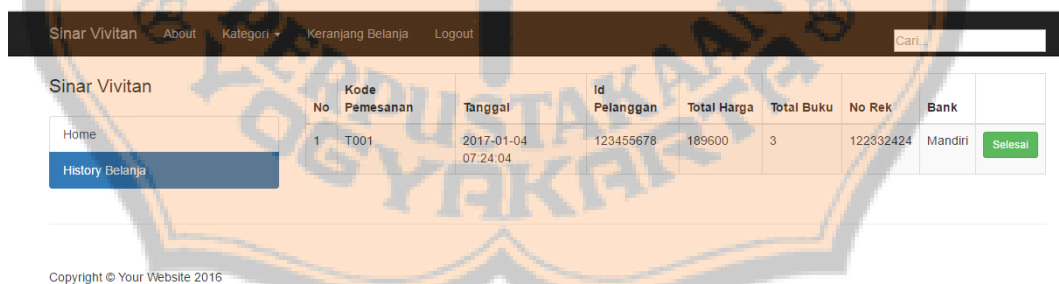 Sinar Vivitan About Kategori Keranjang Belanja Logout Cari...
Sinar Vivitan
Home
History Belanja
No Kode Pemesanan Tanggal Id Pelanggan Total Harga Total Buku No Rek Bank
1 T001 2017-01-04 07:24:04 123455678 189600 3 122332424 Mandiri Selesai
Copyright © Your Website 2016
PERPUSTAKAAN
YOGYAKARTA